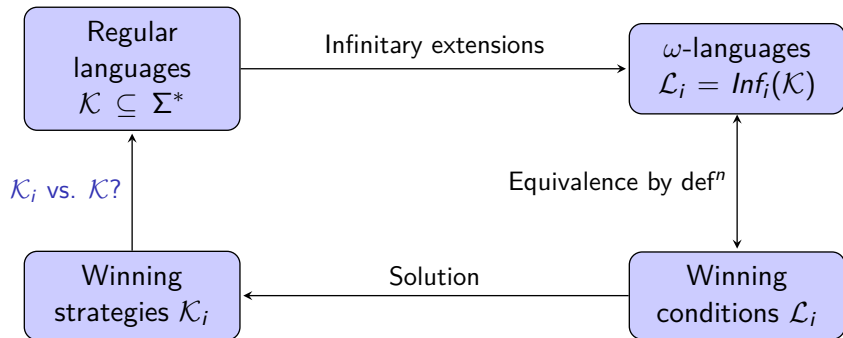 Regular
languages
𝒦 ⊆ Σ*
Infinitary extensions
ω-languages
ℒᵢ = Infᵢ(𝒦)
𝒦ᵢ vs. 𝒦?
Equivalence by defⁿ
Winning
strategies 𝒦ᵢ
Solution
Winning
conditions ℒᵢ